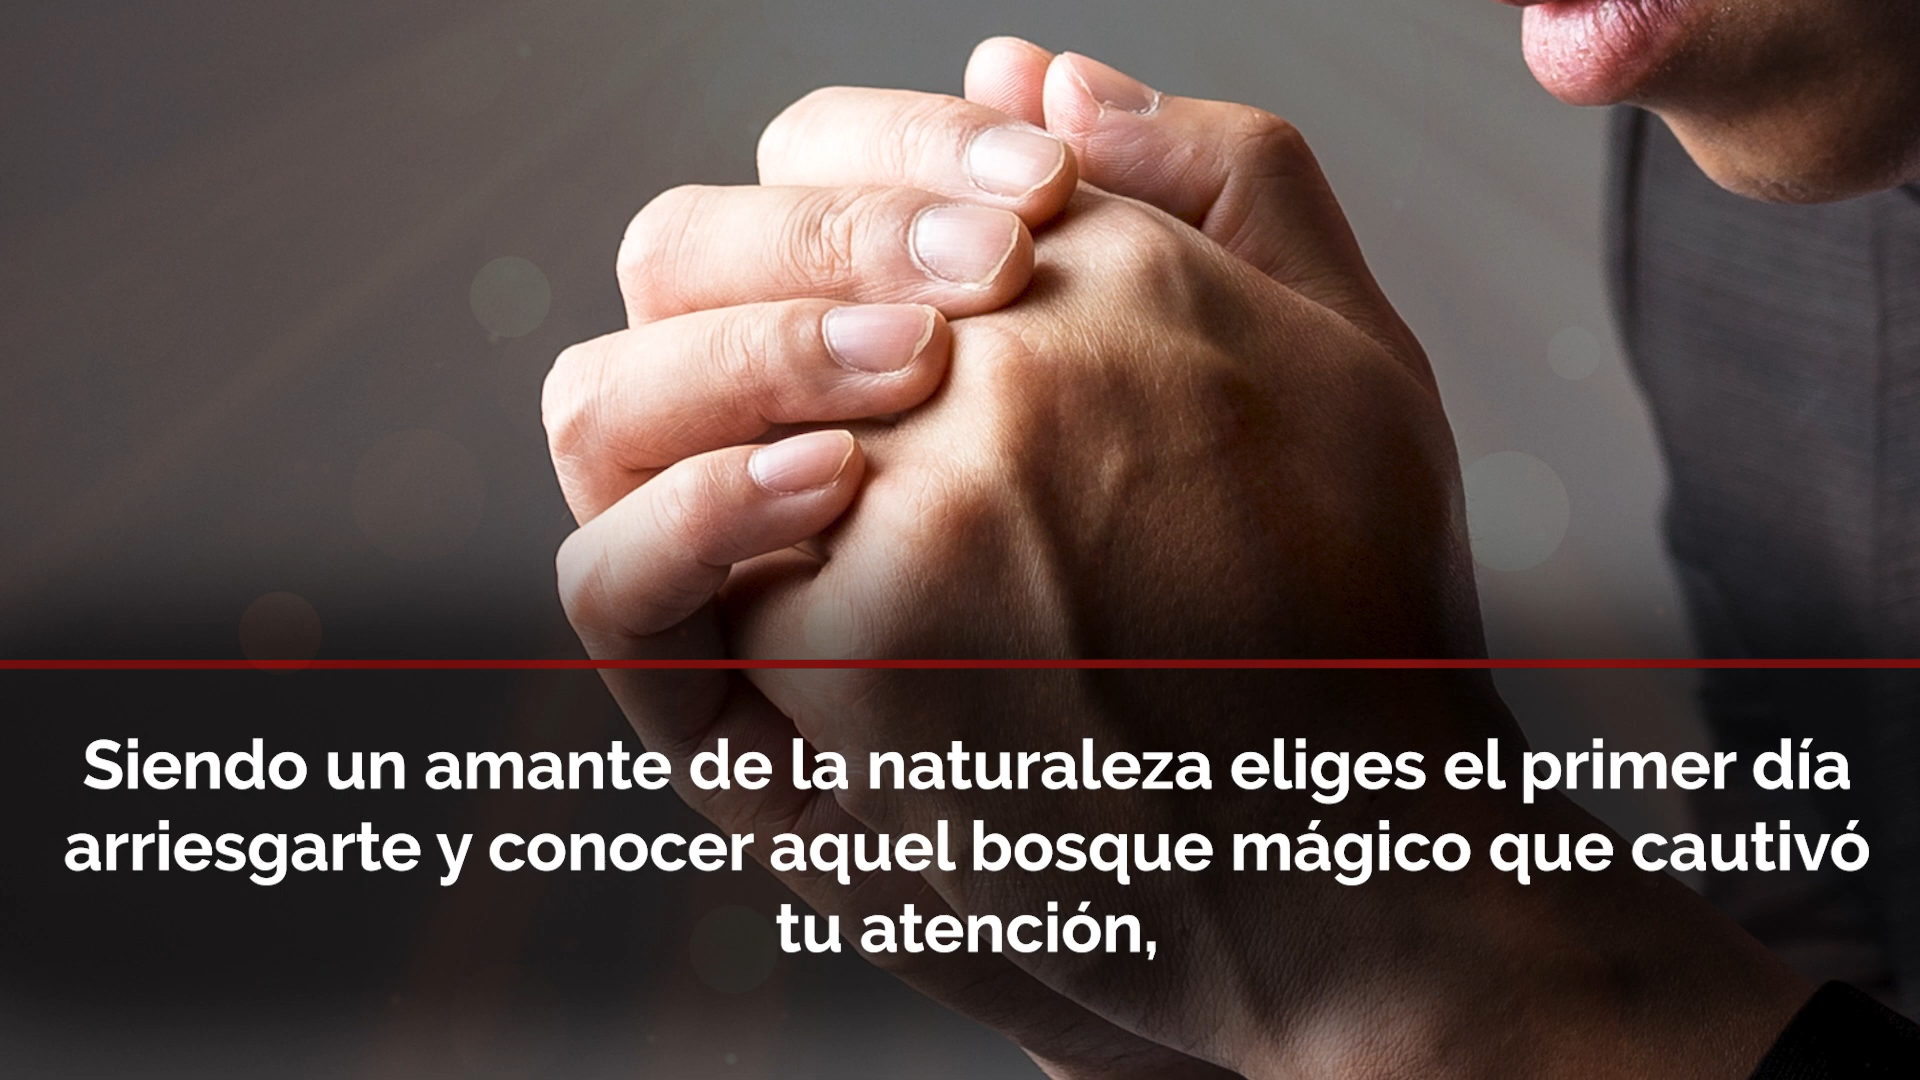 Siendo un amante de la naturaleza eliges el primer día
arriesgarte y conocer aquel bosque mágico que cautivó
tu atención,